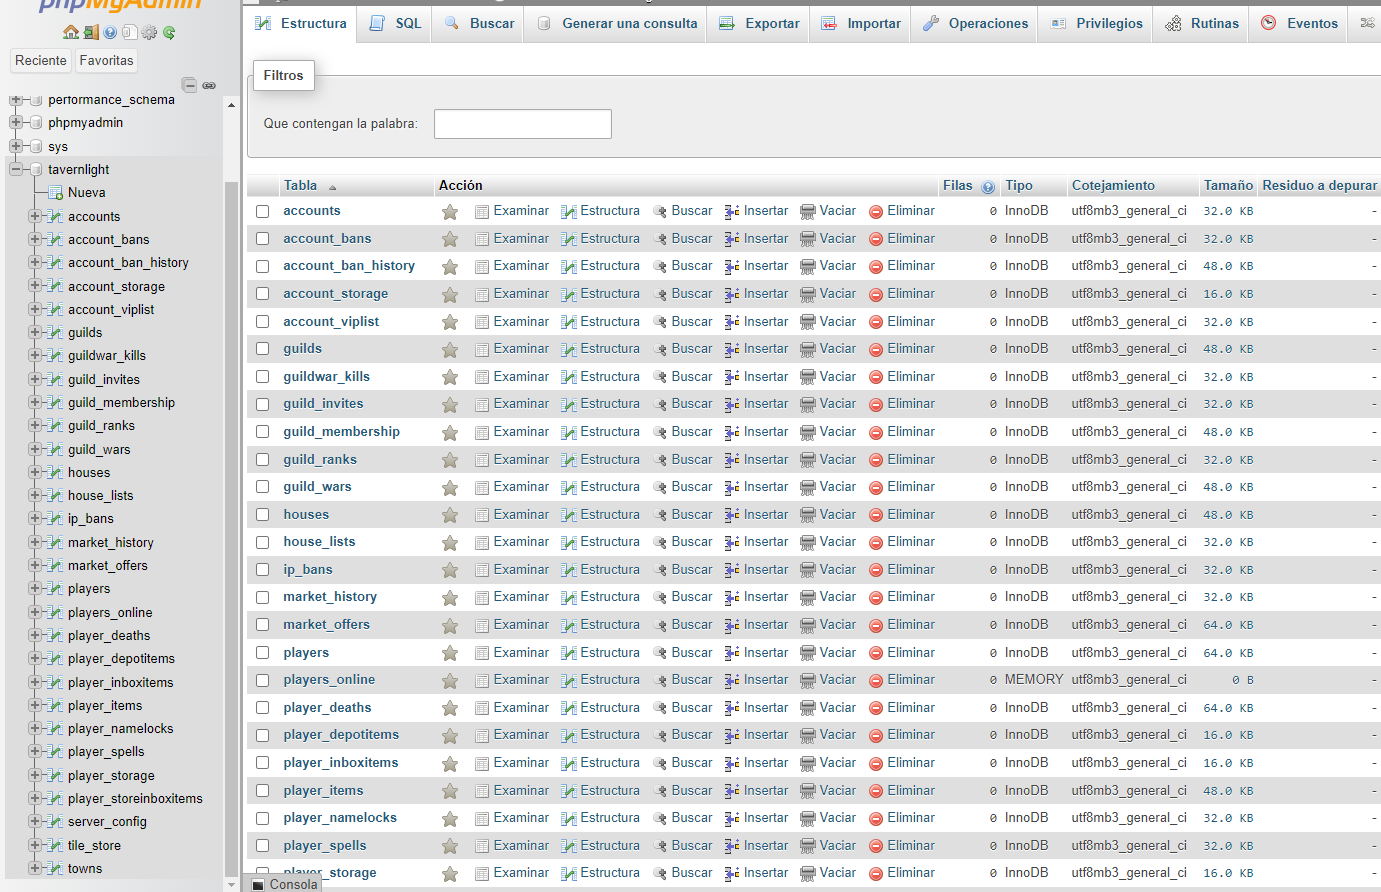 phpMyAdmin
Reciente Favoritas
performance_schema
phpmyadmin
sys
tavernlight
Nueva
accounts
account_bans
account_ban_history
account_storage
account_viplist
guilds
guildwar_kills
guild_invites
guild_membership
guild_ranks
guild_wars
houses
house_lists
ip_bans
market_history
market_offers
players
players_online
player_deaths
player_depotitems
player_inboxitems
player_items
player_namelocks
player_spells
player_storage
player_storeinboxitems
server_config
tile_store
towns
Estructura SQL Buscar Generar una consulta Exportar Importar Operaciones Privilegios Rutinas Eventos
Filtros
Que contengan la palabra:
Tabla Acción Filas Tipo Cotejamiento Tamaño Residuo a depurar
accounts Examinar Estructura Buscar Insertar Vaciar Eliminar 0 InnoDB utf8mb3_general_ci 32.0 KB -
account_bans Examinar Estructura Buscar Insertar Vaciar Eliminar 0 InnoDB utf8mb3_general_ci 32.0 KB -
account_ban_history Examinar Estructura Buscar Insertar Vaciar Eliminar 0 InnoDB utf8mb3_general_ci 48.0 KB -
account_storage Examinar Estructura Buscar Insertar Vaciar Eliminar 0 InnoDB utf8mb3_general_ci 16.0 KB -
account_viplist Examinar Estructura Buscar Insertar Vaciar Eliminar 0 InnoDB utf8mb3_general_ci 32.0 KB -
guilds Examinar Estructura Buscar Insertar Vaciar Eliminar 0 InnoDB utf8mb3_general_ci 48.0 KB -
guildwar_kills Examinar Estructura Buscar Insertar Vaciar Eliminar 0 InnoDB utf8mb3_general_ci 32.0 KB -
guild_invites Examinar Estructura Buscar Insertar Vaciar Eliminar 0 InnoDB utf8mb3_general_ci 32.0 KB -
guild_membership Examinar Estructura Buscar Insertar Vaciar Eliminar 0 InnoDB utf8mb3_general_ci 48.0 KB -
guild_ranks Examinar Estructura Buscar Insertar Vaciar Eliminar 0 InnoDB utf8mb3_general_ci 32.0 KB -
guild_wars Examinar Estructura Buscar Insertar Vaciar Eliminar 0 InnoDB utf8mb3_general_ci 48.0 KB -
houses Examinar Estructura Buscar Insertar Vaciar Eliminar 0 InnoDB utf8mb3_general_ci 48.0 KB -
house_lists Examinar Estructura Buscar Insertar Vaciar Eliminar 0 InnoDB utf8mb3_general_ci 32.0 KB -
ip_bans Examinar Estructura Buscar Insertar Vaciar Eliminar 0 InnoDB utf8mb3_general_ci 32.0 KB -
market_history Examinar Estructura Buscar Insertar Vaciar Eliminar 0 InnoDB utf8mb3_general_ci 32.0 KB -
market_offers Examinar Estructura Buscar Insertar Vaciar Eliminar 0 InnoDB utf8mb3_general_ci 64.0 KB -
players Examinar Estructura Buscar Insertar Vaciar Eliminar 0 InnoDB utf8mb3_general_ci 64.0 KB -
players_online Examinar Estructura Buscar Insertar Vaciar Eliminar 0 MEMORY utf8mb3_general_ci 0 B -
player_deaths Examinar Estructura Buscar Insertar Vaciar Eliminar 0 InnoDB utf8mb3_general_ci 64.0 KB -
player_depotitems Examinar Estructura Buscar Insertar Vaciar Eliminar 0 InnoDB utf8mb3_general_ci 16.0 KB -
player_inboxitems Examinar Estructura Buscar Insertar Vaciar Eliminar 0 InnoDB utf8mb3_general_ci 16.0 KB -
player_items Examinar Estructura Buscar Insertar Vaciar Eliminar 0 InnoDB utf8mb3_general_ci 48.0 KB -
player_namelocks Examinar Estructura Buscar Insertar Vaciar Eliminar 0 InnoDB utf8mb3_general_ci 32.0 KB -
player_spells Examinar Estructura Buscar Insertar Vaciar Eliminar 0 InnoDB utf8mb3_general_ci 32.0 KB -
player_storage Examinar Estructura Buscar Insertar Vaciar Eliminar 0 InnoDB utf8mb3_general_ci 16.0 KB -
Consola